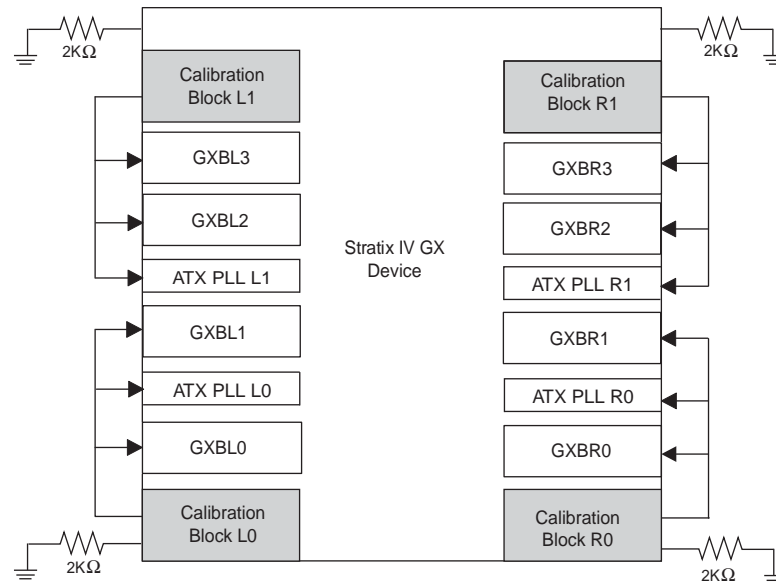 2KΩ
2KΩ
Calibration
Block L1
Calibration
Block R1
GXBL3
GXBR3
GXBL2
GXBR2
Stratix IV GX
Device
ATX PLL L1
ATX PLL R1
GXBL1
GXBR1
ATX PLL L0
ATX PLL R0
GXBL0
GXBR0
Calibration
Block L0
Calibration
Block R0
2KΩ
2KΩ